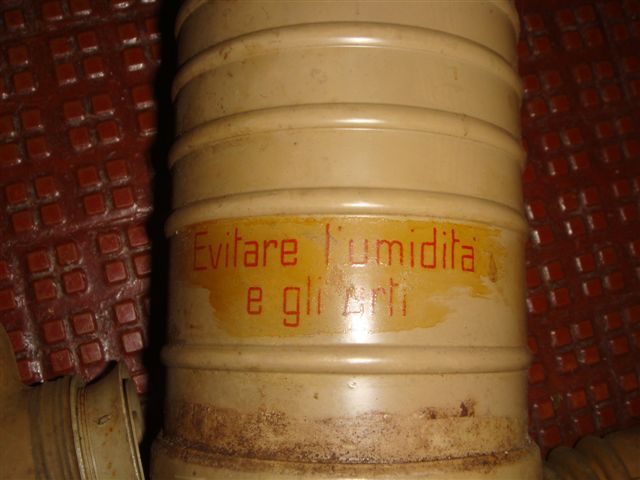 Evitare l'umidità
e gli urti